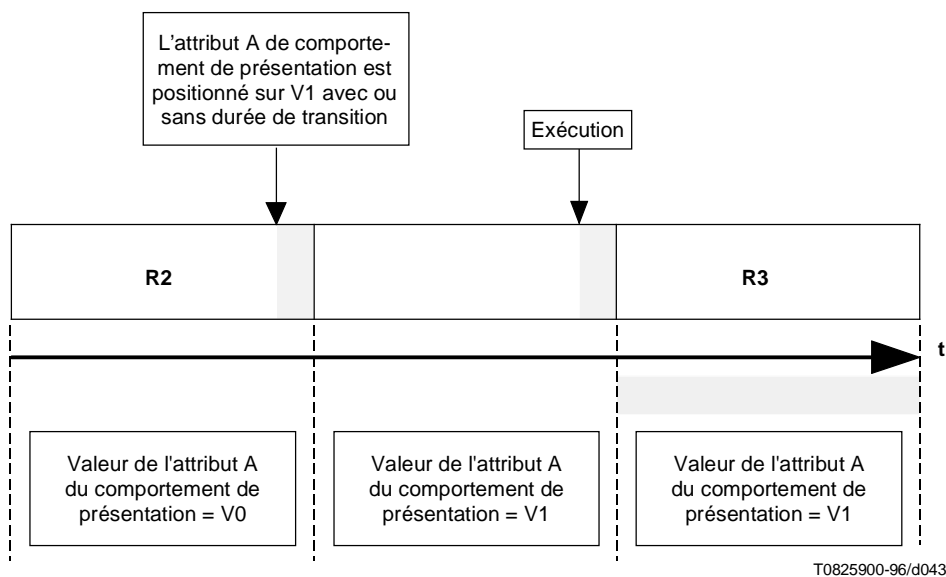 L'attribut A de comporte-
ment de présentation est
positionné sur V1 avec ou
sans durée de transition
Exécution
R2
R3
t
Valeur de l'attribut A
du comportement de
présentation = V0
Valeur de l'attribut A
du comportement de
présentation = V1
Valeur de l'attribut A
du comportement de
présentation = V1
T0825900-96/d043